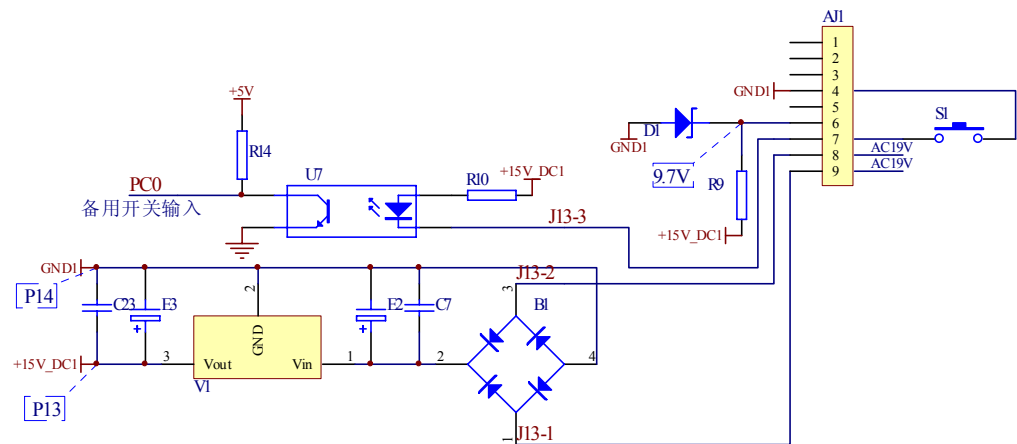 AJ1
1
2
3
GND1 4
5
6
7
8
9
S1
AC19V
AC19V
D1
GND1
9.7V
R9
+15V_DC1
+5V
R14
U7
PC0
备用开关输入
R10
+15V_DC1
J13-3
GND1
P14
C23
E3
2
GND
E2
C7
J13-2
3
B1
+15V_DC1
3
Vout
Vin
1
2
4
V1
P13
1
J13-1